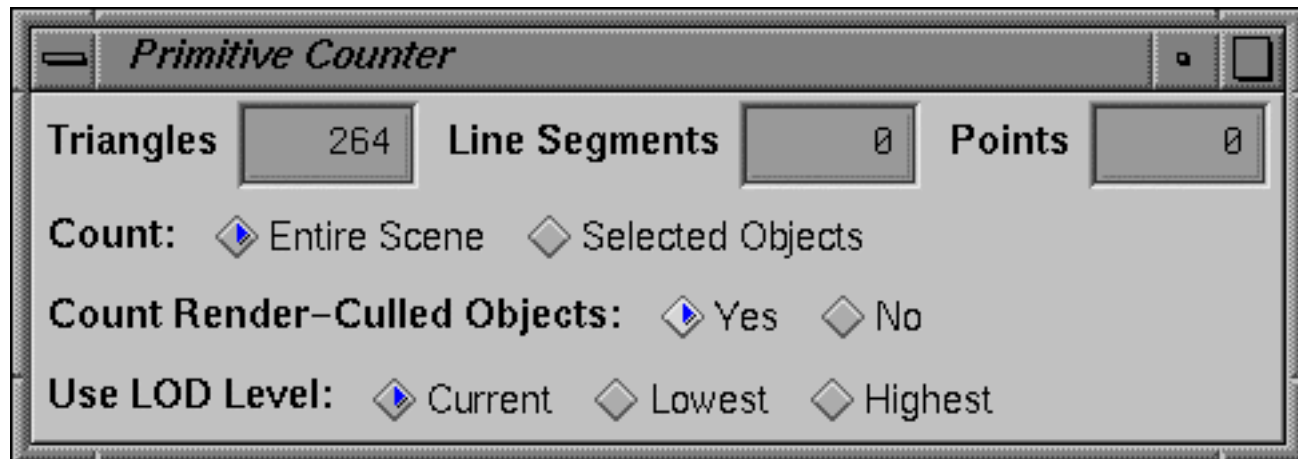 Primitive Counter
Triangles 264 Line Segments 0 Points 0
Count: Entire Scene Selected Objects
Count Render-Culled Objects: Yes No
Use LOD Level: Current Lowest Highest